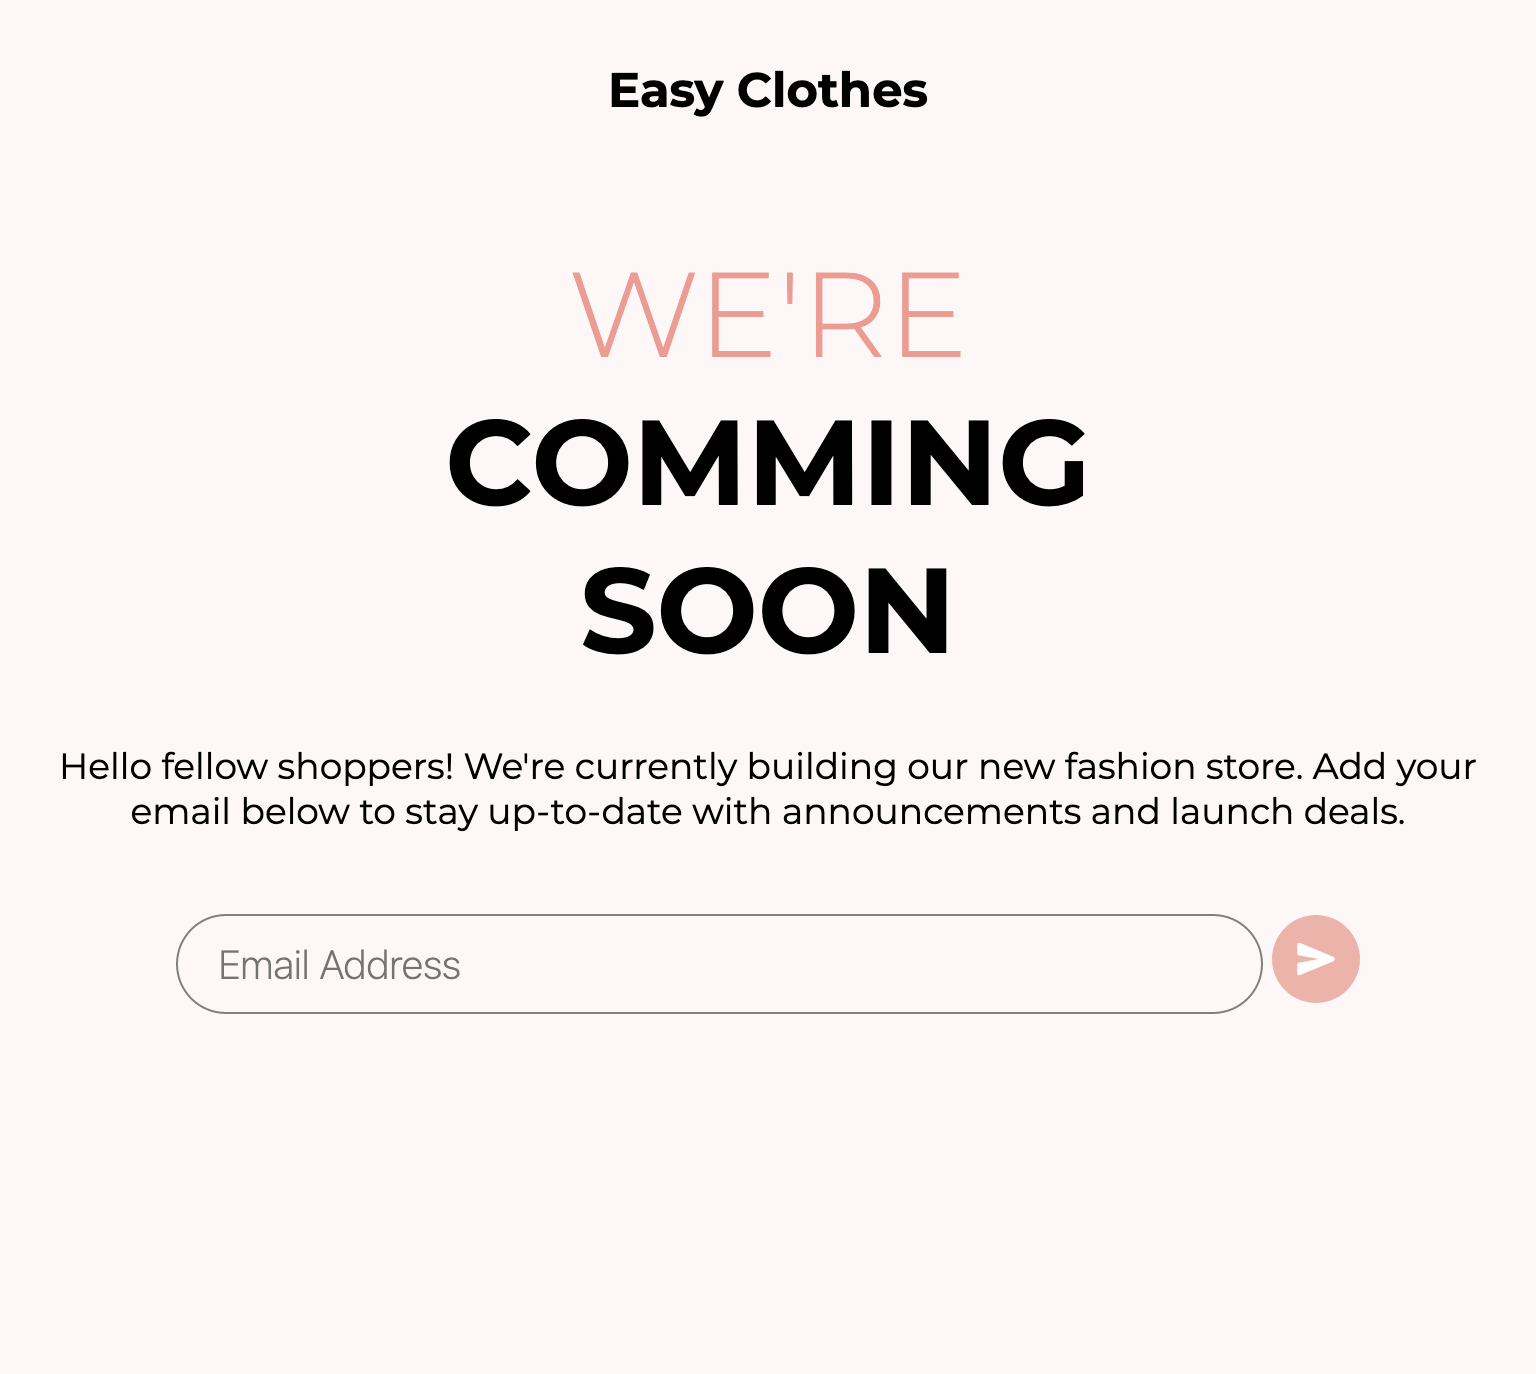 Easy Clothes
WE'RE
COMMING
SOON
Hello fellow shoppers! We're currently building our new fashion store. Add your
email below to stay up-to-date with announcements and launch deals.
Email Address